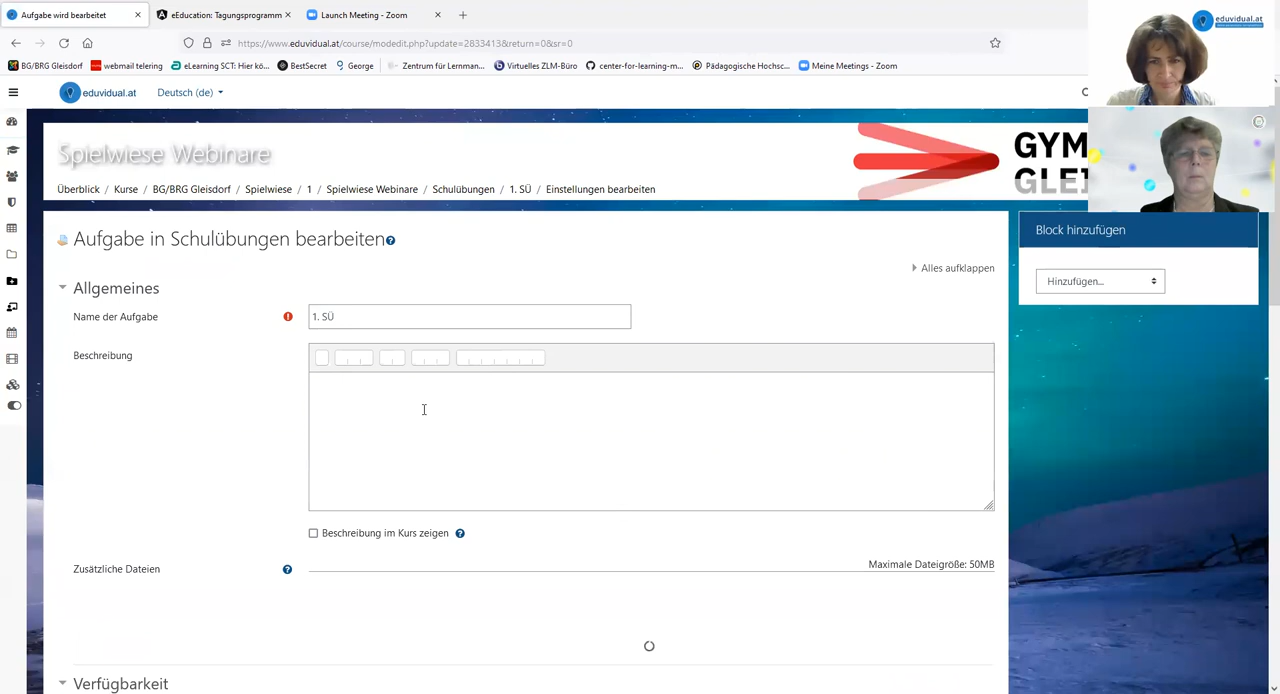 Aufgabe wird bearbeitet
eEducation: Tagungsprogramm
Launch Meeting - Zoom
https://www.eduvidual.at/course/modedit.php?update=2833413&return=0&sr=0
BG/BRG Gleisdorf
webmail telering
eLearning SCT: Hier kö...
BestSecret
George
Zentrum für Lernman...
Virtuelles ZLM-Büro
center-for-learning-m...
Pädagogische Hochsc...
Meine Meetings - Zoom
eduvidual.at
eduvidual.at
Deutsch (de)
Spielwiese Webinare
GYM
GLEI
Überblick / Kurse / BG/BRG Gleisdorf / Spielwiese / 1 / Spielwiese Webinare / Schulübungen / 1. SÜ / Einstellungen bearbeiten
Aufgabe in Schulübungen bearbeiten
Block hinzufügen
Alles aufklappen
Hinzufügen...
Allgemeines
Name der Aufgabe
1. SÜ
Beschreibung
Beschreibung im Kurs zeigen
Maximale Dateigröße: 50MB
Zusätzliche Dateien
Verfügbarkeit